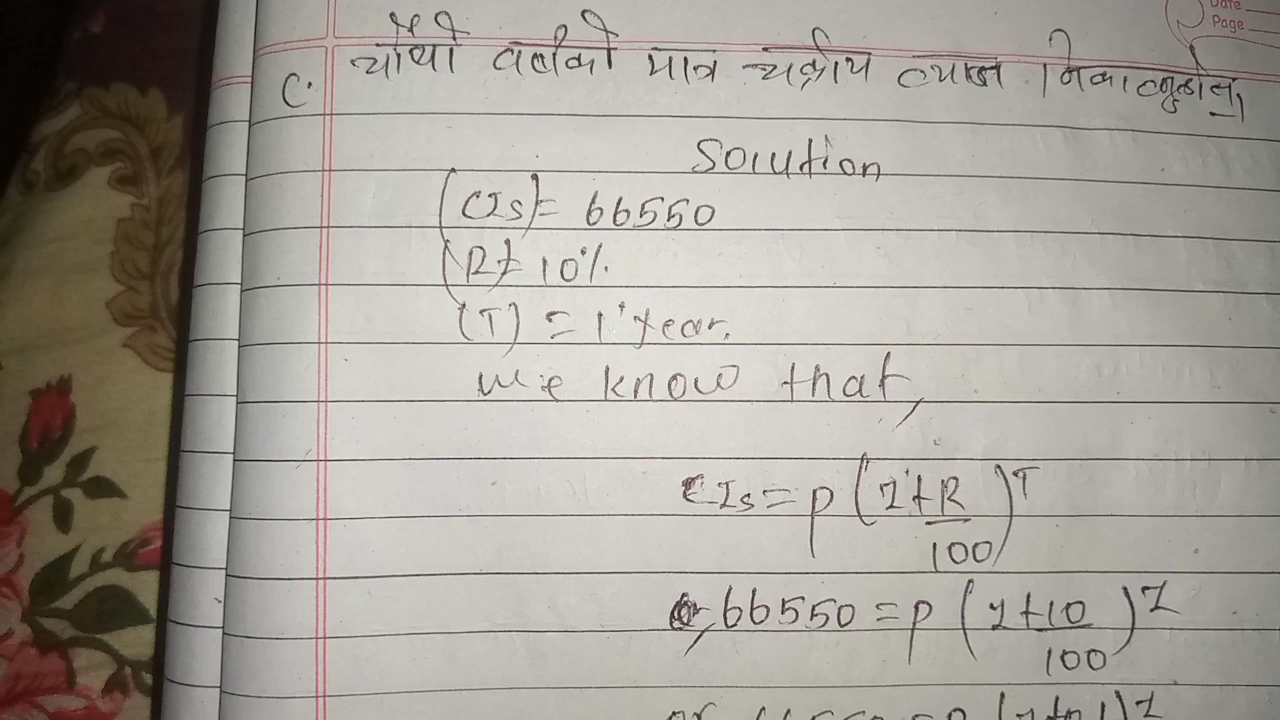 Date
Page
C. चौथो वर्षको मात्र चक्रीय ब्याज निकाल्नुहोस्।
Solution
(CIs) = 66550
(R) = 10%.
(T) = 1 year.
we know that,
CIs = p (1+R/100)^T
or, 66550 = p (1+10/100)^1